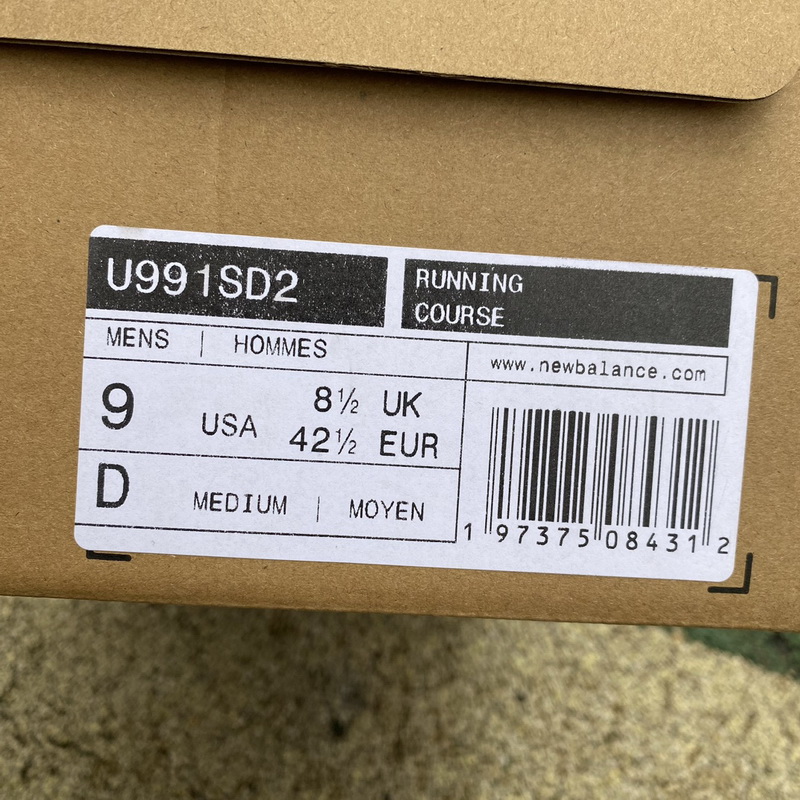 U991SD2
RUNNING
COURSE
MENS | HOMMES
www.newbalance.com
9 USA 8½ UK
42½ EUR
D MEDIUM | MOYEN
1 97375 08431 2